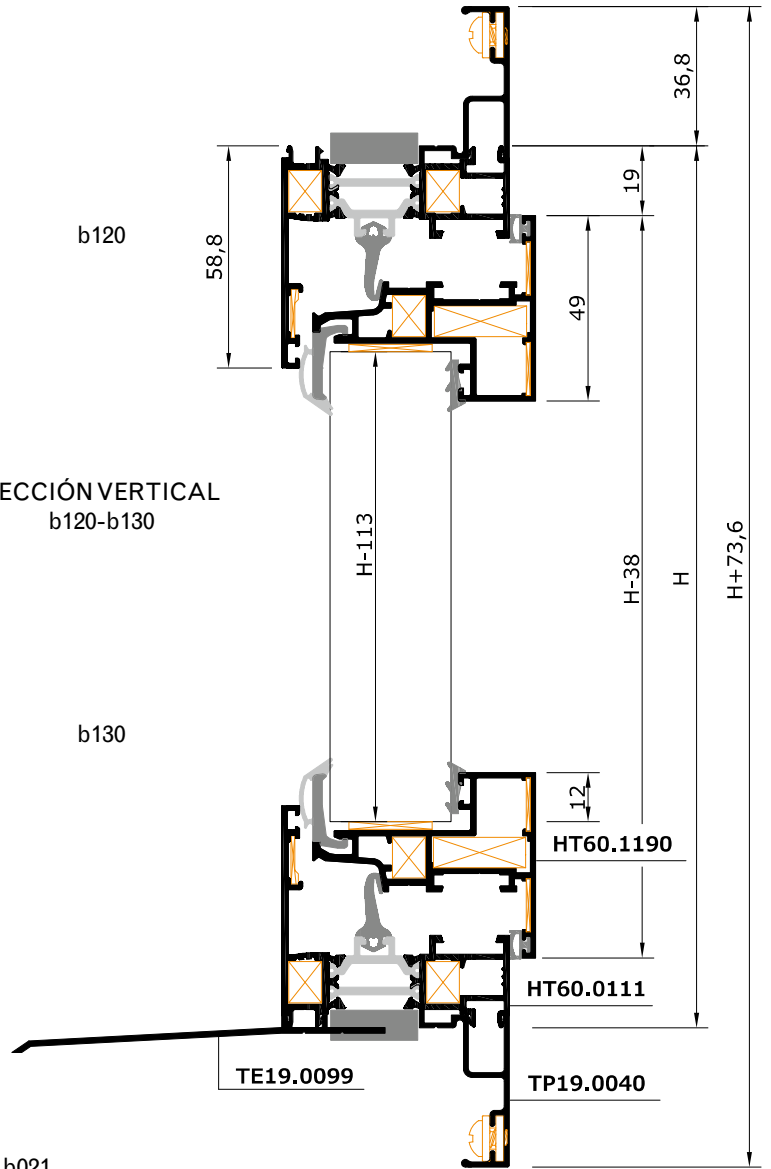 36,8
19
b120
58,8
49
ECCIÓN VERTICAL
b120-b130
H-113
H-38
H
H+73,6
b130
12
HT60.1190
HT60.0111
TE19.0099
TP19.0040
b021